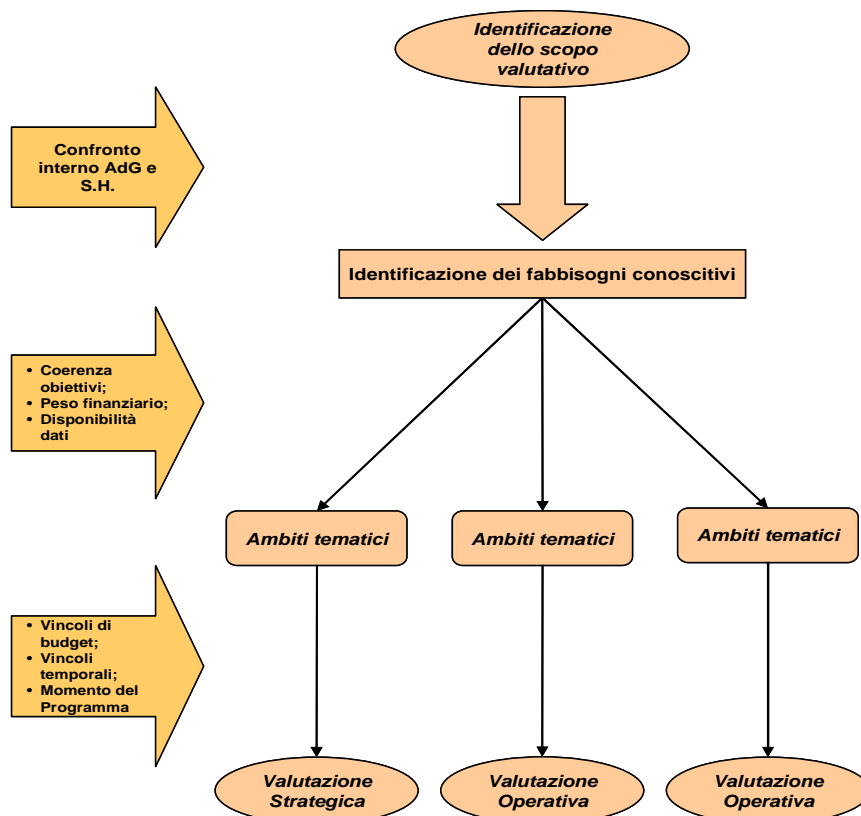 Identificazione
dello scopo
valutativo
Confronto
interno AdG e
S.H.
Identificazione dei fabbisogni conoscitivi
• Coerenza
obiettivi;
• Peso finanziario;
• Disponibilità
dati
Ambiti tematici
Ambiti tematici
Ambiti tematici
• Vincoli di
budget;
• Vincoli
temporali;
• Momento del
Programma
Valutazione
Strategica
Valutazione
Operativa
Valutazione
Operativa